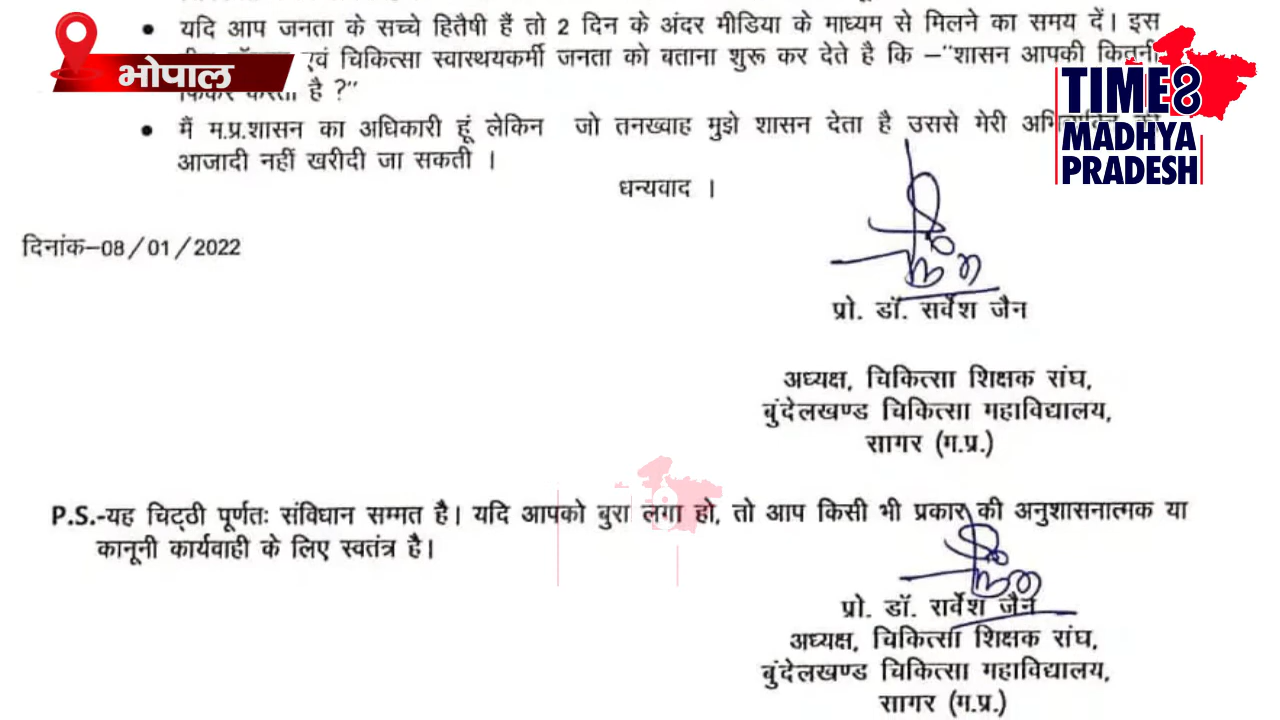 यदि आप जनता के सच्चे हितैषी हैं तो 2 दिन के अंदर मीडिया के माध्यम से मिलने का समय दें। इस
एवं चिकित्सा स्वास्थयकर्मी जनता को बताना शुरू कर देते है कि –"शासन आपकी कितनी
फिकर करता है ?"
मैं म.प्र.शासन का अधिकारी हूं लेकिन जो तनख्वाह मुझे शासन देता है उससे मेरी
आजादी नहीं खरीदी जा सकती ।
धन्यवाद ।
भोपाल
TIME8
MADHYA
PRADESH
दिनांक–08/01/2022
प्रो. डॉ. सर्वेश जैन
अध्यक्ष, चिकित्सा शिक्षक संघ,
बुंदेलखण्ड चिकित्सा महाविद्यालय,
सागर (म.प्र.)
P.S.-यह चिट्ठी पूर्णतः संविधान सम्मत है। यदि आपको बुरा लगा हो, तो आप किसी भी प्रकार की अनुशासनात्मक या
कानूनी कार्यवाही के लिए स्वतंत्र है।
प्रो. डॉ. सर्वेश जैन
अध्यक्ष, चिकित्सा शिक्षक संघ,
बुंदेलखण्ड चिकित्सा महाविद्यालय,
सागर (म.प्र.)